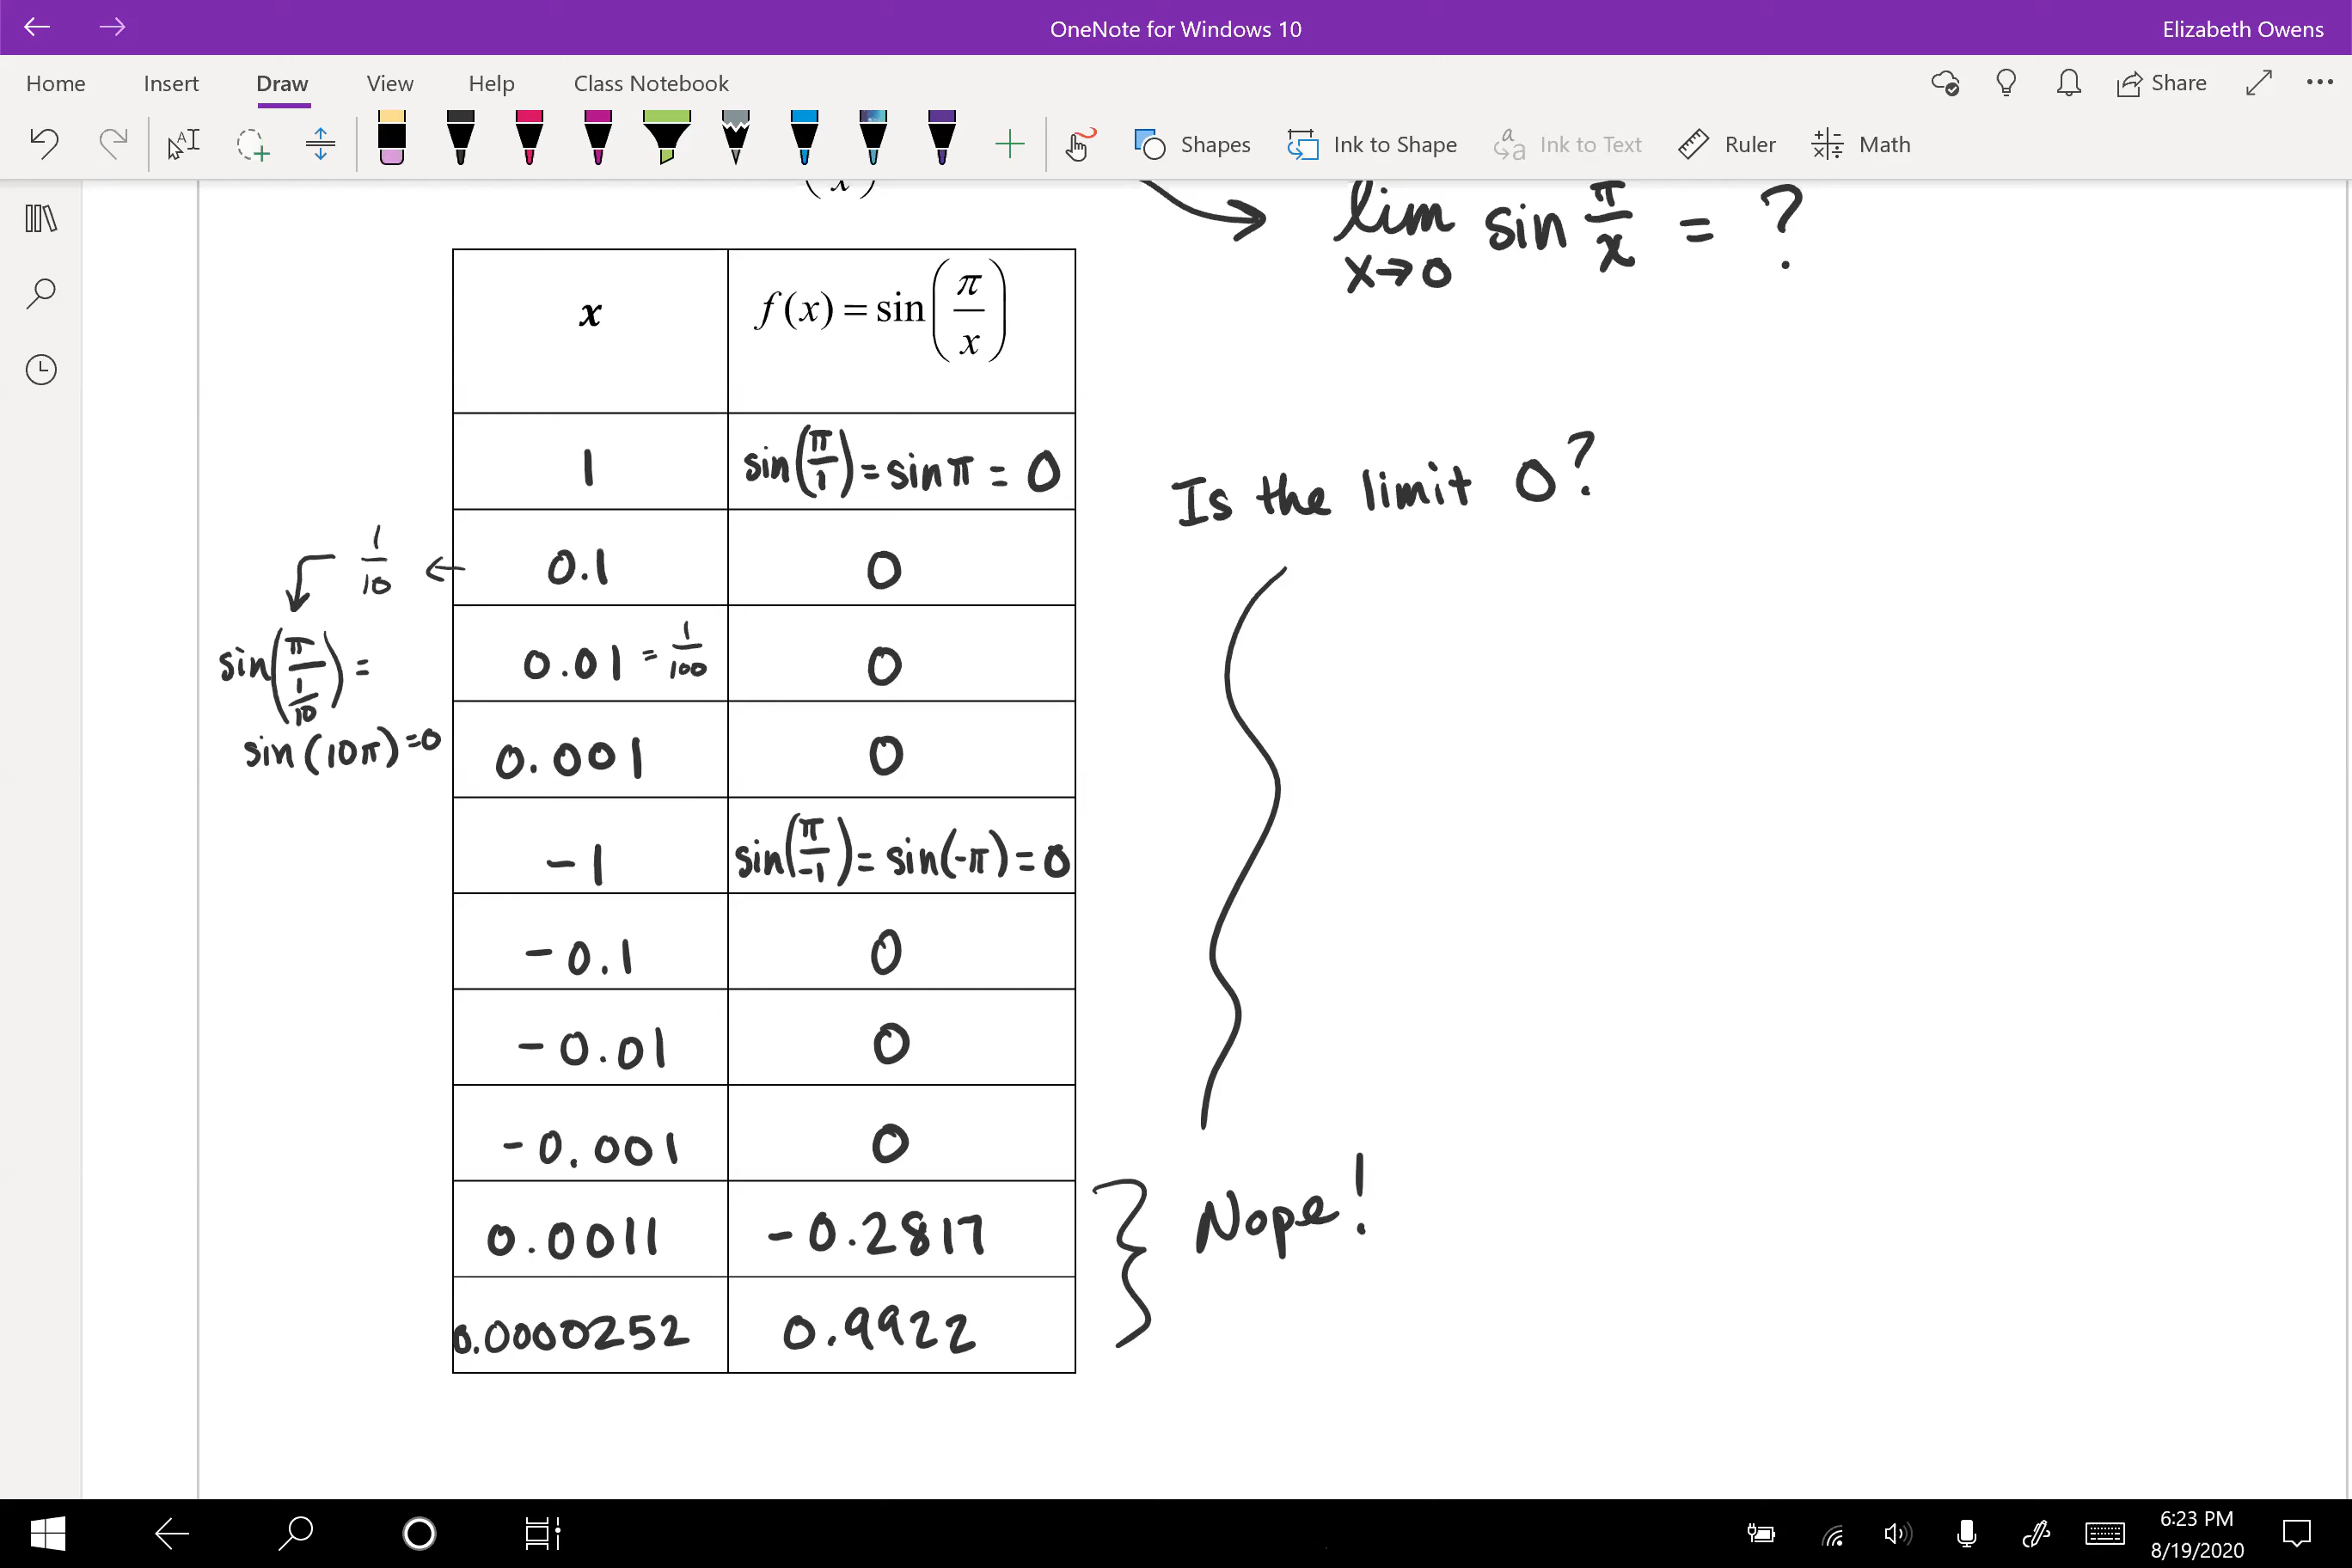 OneNote for Windows 10
Elizabeth Owens
Home Insert Draw View Help Class Notebook Share
Shapes Ink to Shape Ink to Text Ruler Math
(x)
lim x→0 sin π/x = ?
x f(x) = sin(π/x)
1 sin(π/1) = sin π = 0
Is the limit 0?
1/10 ← 0.1 0
sin(π/(1/10)) =
0.01 = 1/100 0
sin(10π) = 0
0.001 0
-1 sin(π/-1) = sin(-π) = 0
-0.1 0
-0.01 0
-0.001 0
0.0011 -0.2817
Nope!
0.0000252 0.9922
6:23 PM
8/19/2020